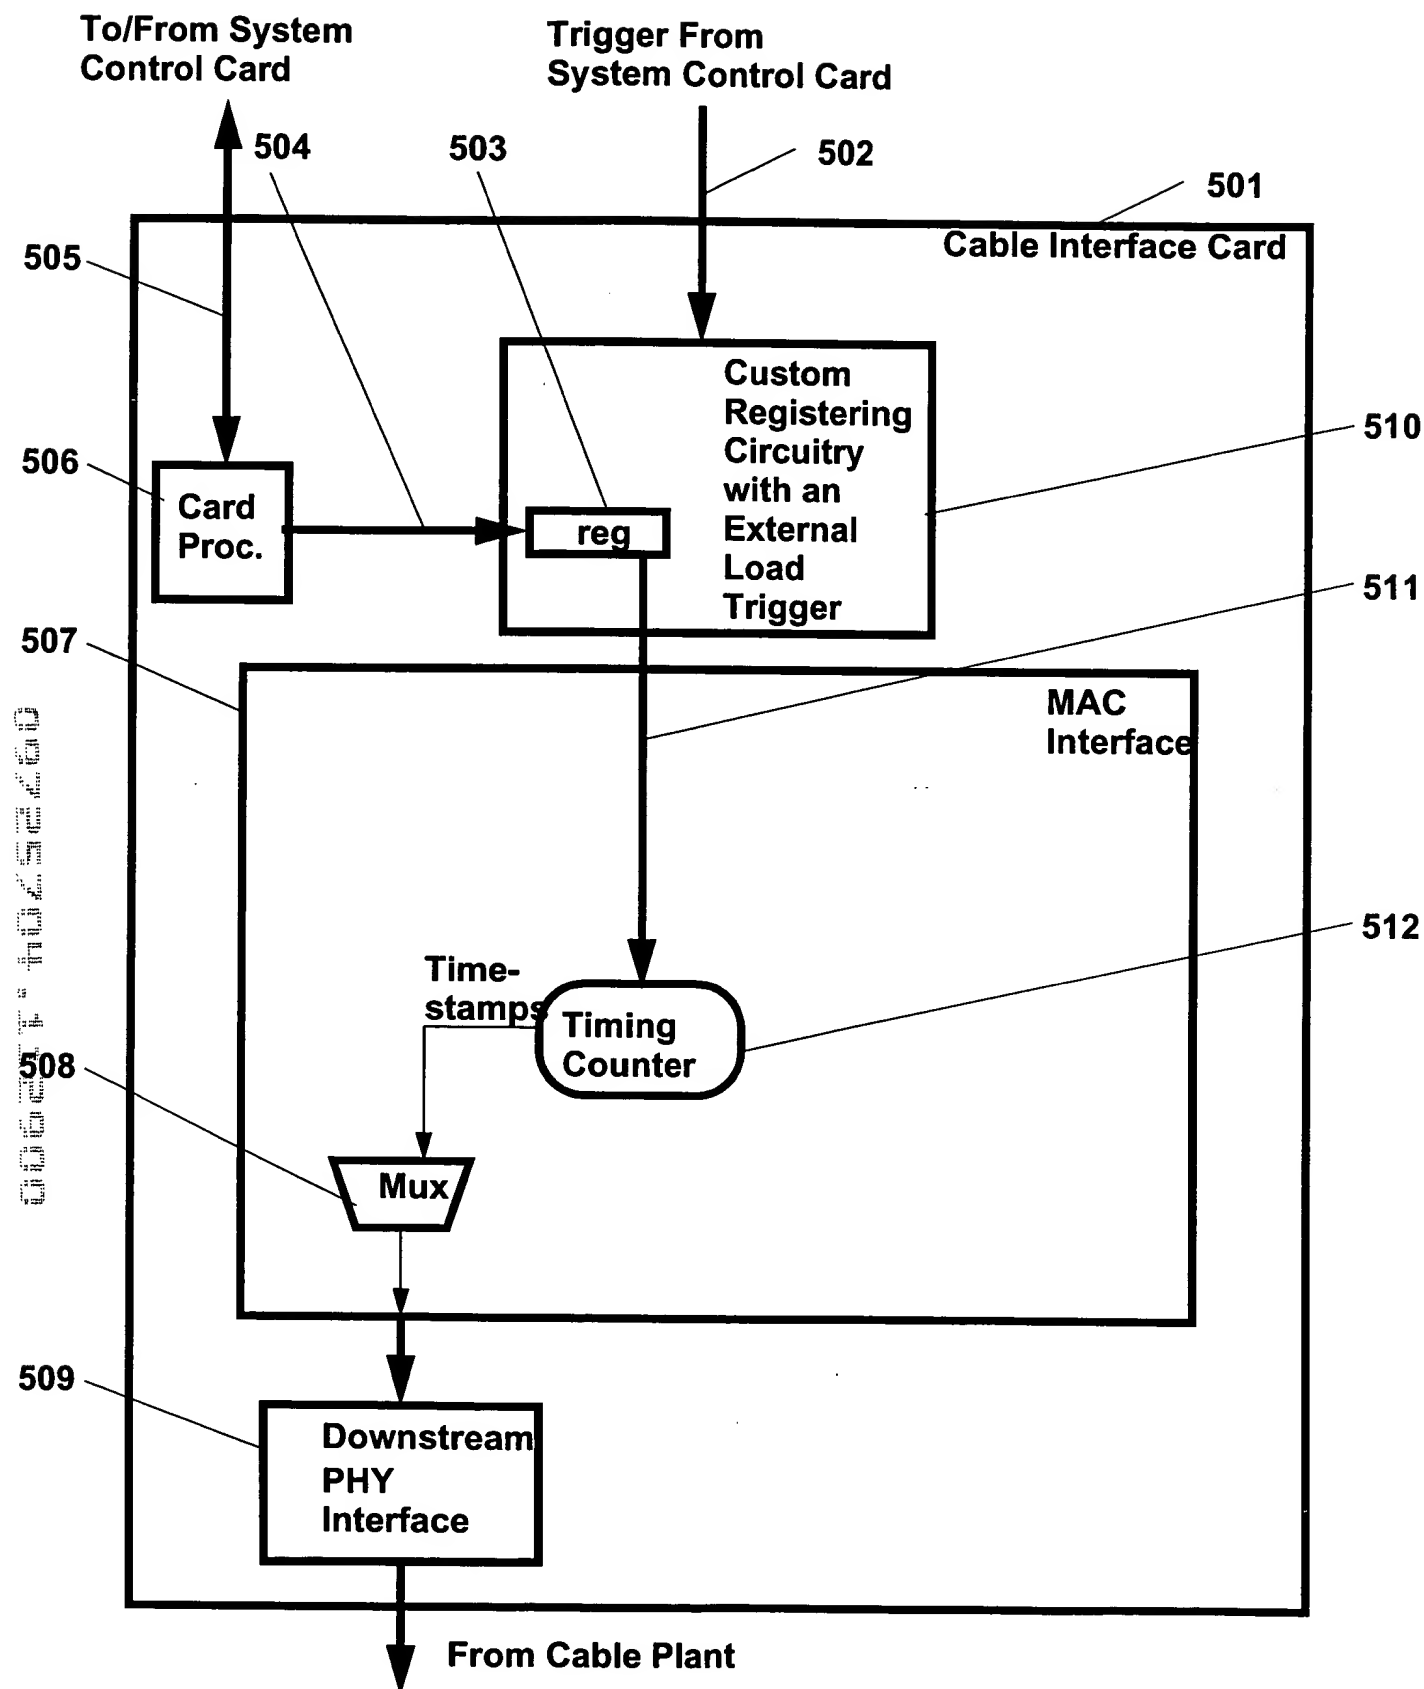 To/From System
Control Card
Trigger From
System Control Card
504
503
502
501
Cable Interface Card
505
Custom
Registering
Circuitry
with an
External
Load
Trigger
510
506
Card
Proc.
reg
511
507
MAC
Interface
512
Time-
stamps
Timing
Counter
508
Mux
509
Downstream
PHY
Interface
From Cable Plant
09725704.112900